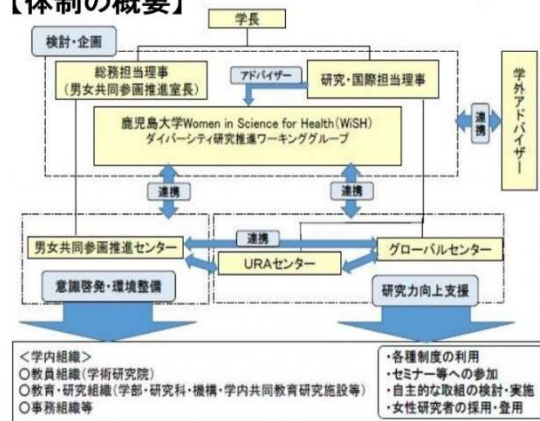 【体制の概要】
学長
検討・企画
総務担当理事
(男女共同参画推進室長)
アドバイザー
研究・国際担当理事
鹿児島大学Women in Science for Health(WiSH)
ダイバーシティ研究推進ワーキンググループ
連携
学外アドバイザー
連携
連携
男女共同参画推進センター
連携
グローバルセンター
URAセンター
意識啓発・環境整備
研究力向上支援
<学内組織>
○教員組織(学術研究院)
○教育・研究組織(学部・研究科・機構・学内共同教育研究施設等)
○事務組織等
・各種制度の利用
・セミナー等への参加
・自主的な取組の検討・実施
・女性研究者の採用・登用